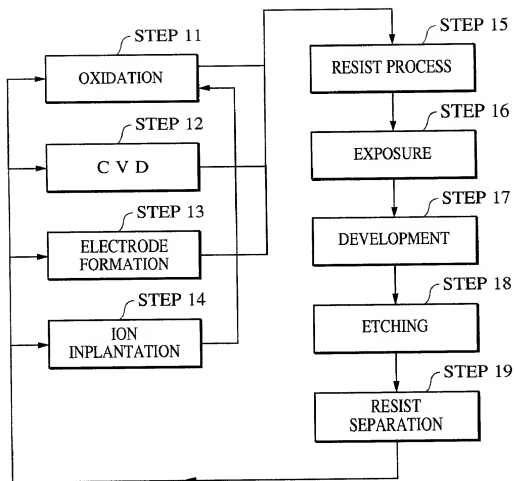 STEP 11
OXIDATION
STEP 12
C V D
STEP 13
ELECTRODE
FORMATION
STEP 14
ION
INPLANTATION
STEP 15
RESIST PROCESS
STEP 16
EXPOSURE
STEP 17
DEVELOPMENT
STEP 18
ETCHING
STEP 19
RESIST
SEPARATION